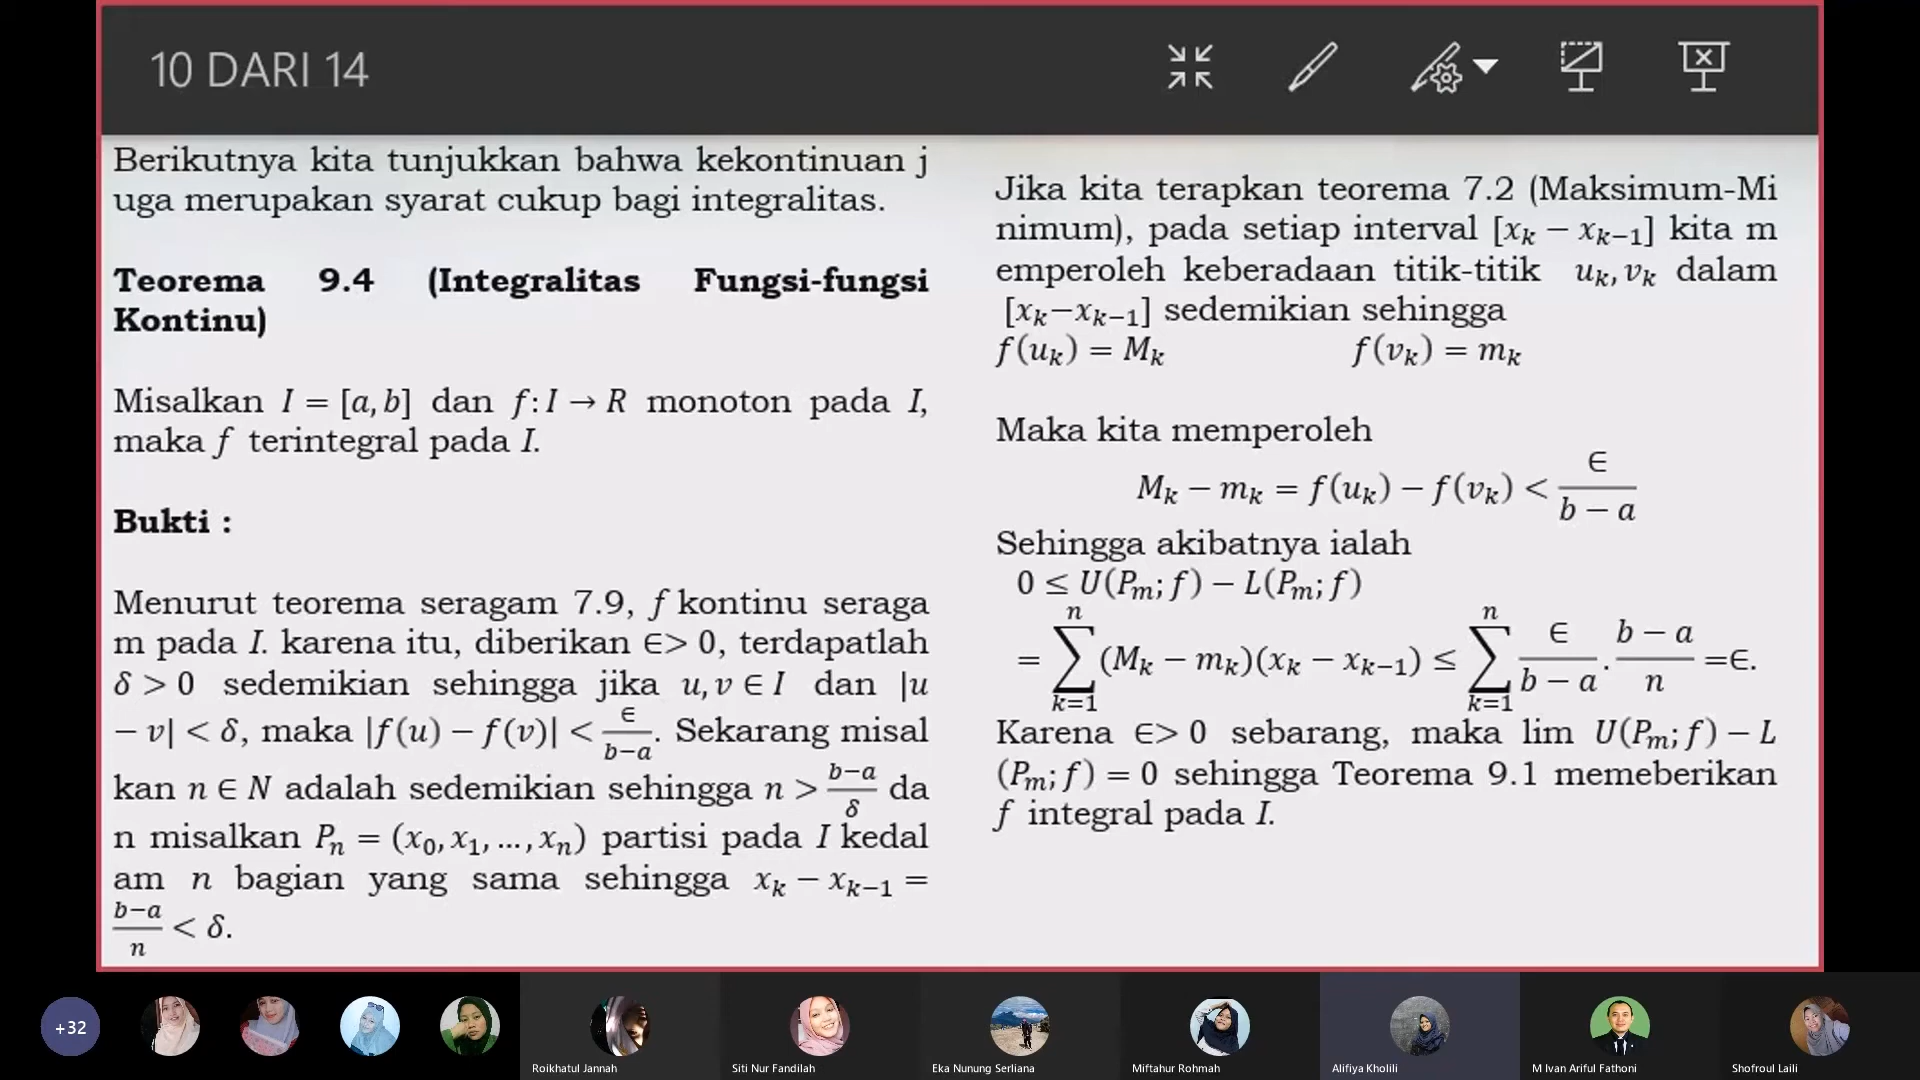 10 DARI 14
Berikutnya kita tunjukkan bahwa kekontinuan j
uga merupakan syarat cukup bagi integralitas.
Teorema 9.4 (Integralitas Fungsi-fungsi
Kontinu)
Misalkan I = [a, b] dan f: I → R monoton pada I,
maka f terintegral pada I.
Bukti :
Menurut teorema seragam 7.9, f kontinu seraga
m pada I. karena itu, diberikan ∈> 0, terdapatlah
δ > 0 sedemikian sehingga jika u, v ∈ I dan |u
− v| < δ, maka |f(u) − f(v)| < ∈/(b−a). Sekarang misal
kan n ∈ N adalah sedemikian sehingga n > (b−a)/δ da
n misalkan Pₙ = (x₀, x₁, ..., xₙ) partisi pada I kedal
am n bagian yang sama sehingga xₖ − xₖ₋₁ =
(b−a)/n < δ.
Jika kita terapkan teorema 7.2 (Maksimum-Mi
nimum), pada setiap interval [xₖ − xₖ₋₁] kita m
emperoleh keberadaan titik-titik uₖ, vₖ dalam
[xₖ−xₖ₋₁] sedemikian sehingga
f(uₖ) = Mₖ f(vₖ) = mₖ
Maka kita memperoleh
Mₖ − mₖ = f(uₖ) − f(vₖ) < ∈/(b − a)
Sehingga akibatnya ialah
0 ≤ U(Pₘ; f) − L(Pₘ; f)
= ∑ₖ₌₁ⁿ (Mₖ − mₖ)(xₖ − xₖ₋₁) ≤ ∑ₖ₌₁ⁿ ∈/(b − a) . (b − a)/n =∈.
Karena ∈> 0 sebarang, maka lim U(Pₘ; f) − L
(Pₘ; f) = 0 sehingga Teorema 9.1 memeberikan
f integral pada I.
+32
Roikhatul Jannah
Siti Nur Fandilah
Eka Nunung Serliana
Miftahur Rohmah
Alifiya Kholili
M Ivan Ariful Fathoni
Shofroul Laili